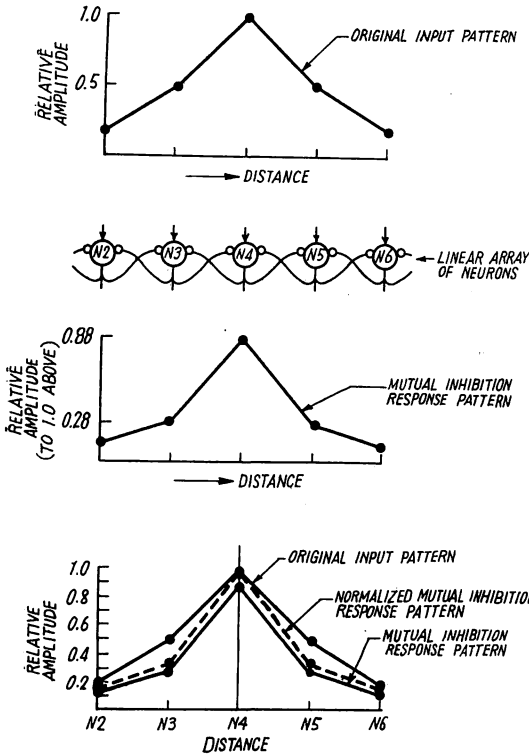 1.0
ORIGINAL INPUT PATTERN
0.5
RELATIVE
AMPLITUDE
DISTANCE
N2 N3 N4 N5 N6
LINEAR ARRAY
OF NEURONS
0.88
0.28
RELATIVE
AMPLITUDE
(TO 1.0 ABOVE)
MUTUAL INHIBITION
RESPONSE PATTERN
DISTANCE
ORIGINAL INPUT PATTERN
NORMALIZED MUTUAL INHIBITION
RESPONSE PATTERN
MUTUAL INHIBITION
RESPONSE PATTERN
1.0
0.8
0.6
0.4
0.2
RELATIVE
AMPLITUDE
N2 N3 N4 N5 N6
DISTANCE